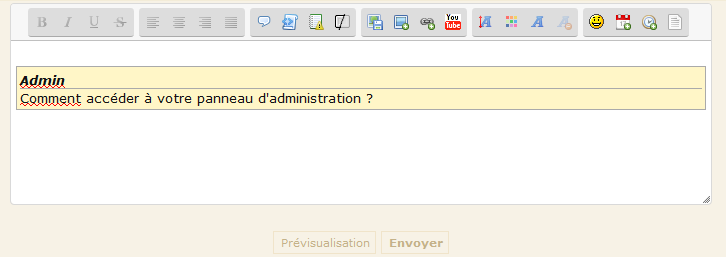 B I U S
You Tube
Admin
Comment accéder à votre panneau d'administration ?
Prévisualisation Envoyer